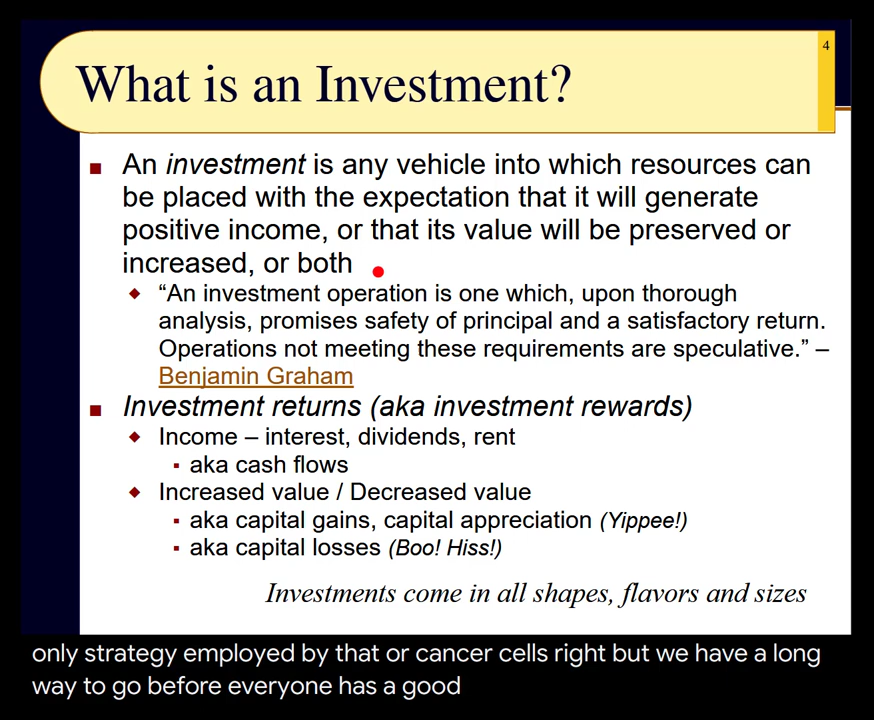 4
What is an Investment?
An investment is any vehicle into which resources can
be placed with the expectation that it will generate
positive income, or that its value will be preserved or
increased, or both
“An investment operation is one which, upon thorough
analysis, promises safety of principal and a satisfactory return.
Operations not meeting these requirements are speculative.” –
Benjamin Graham
Investment returns (aka investment rewards)
Income – interest, dividends, rent
aka cash flows
Increased value / Decreased value
aka capital gains, capital appreciation (Yippee!)
aka capital losses (Boo! Hiss!)
Investments come in all shapes, flavors and sizes
only strategy employed by that or cancer cells right but we have a long
way to go before everyone has a good